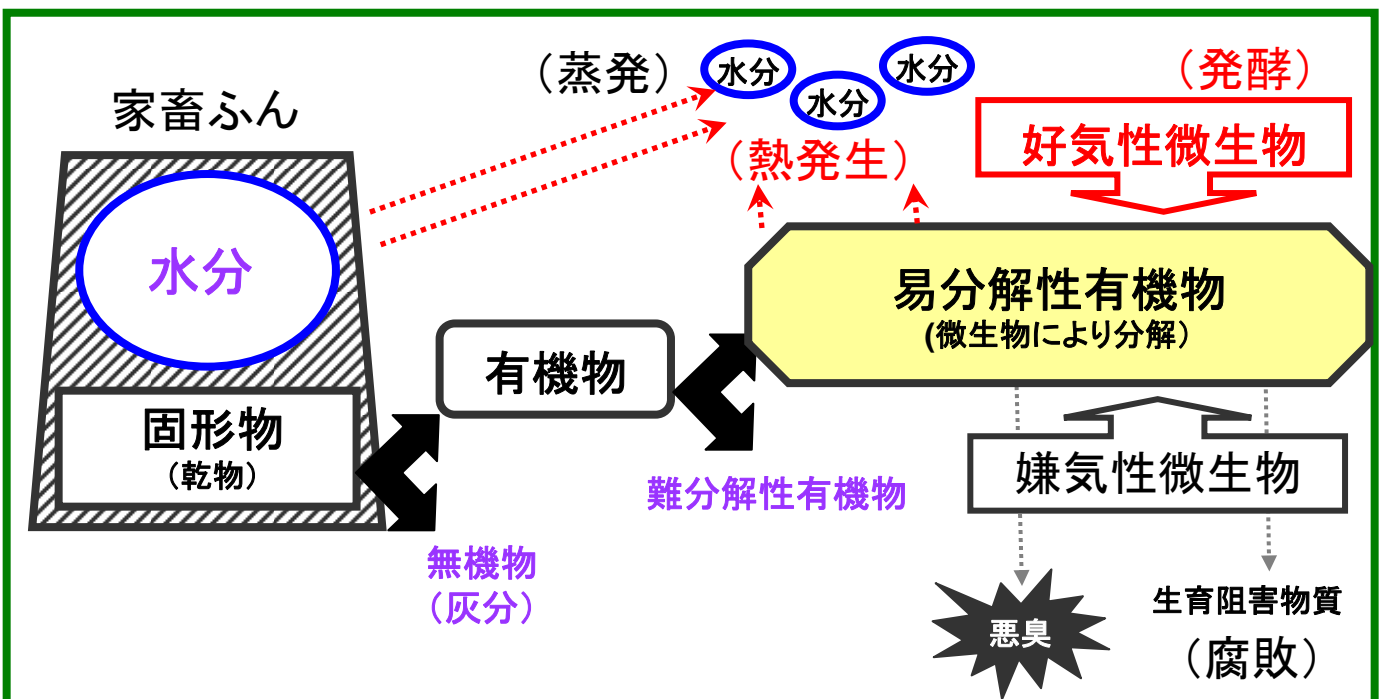 家畜ふん
水分
固形物
(乾物)
有機物
無機物
(灰分)
難分解性有機物
(蒸発)
水分
水分
水分
(熱発生)
(発酵)
好気性微生物
易分解性有機物
(微生物により分解)
嫌気性微生物
悪臭
生育阻害物質
(腐敗)